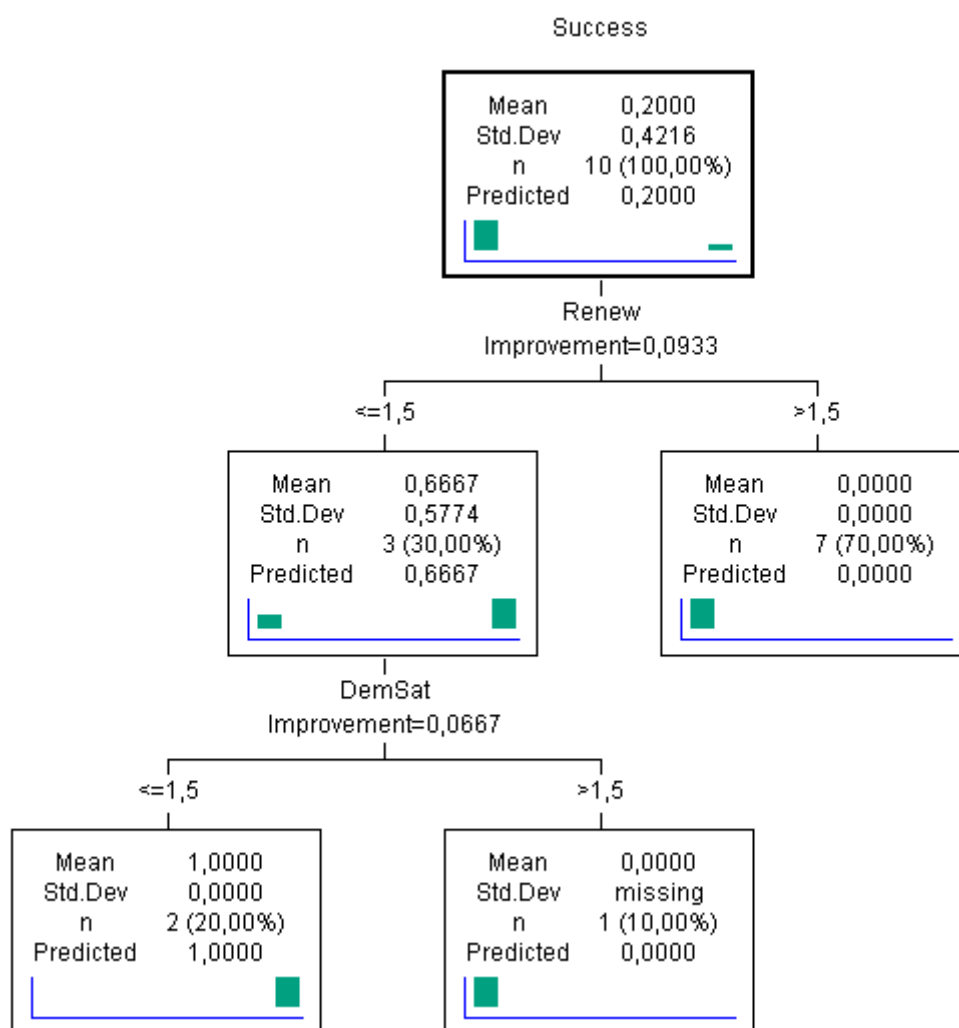 Success
Mean 0,2000
Std.Dev 0,4216
n 10 (100,00%)
Predicted 0,2000
Renew
Improvement=0,0933
<=1,5
>1,5
Mean 0,6667
Std.Dev 0,5774
n 3 (30,00%)
Predicted 0,6667
Mean 0,0000
Std.Dev 0,0000
n 7 (70,00%)
Predicted 0,0000
DemSat
Improvement=0,0667
<=1,5
>1,5
Mean 1,0000
Std.Dev 0,0000
n 2 (20,00%)
Predicted 1,0000
Mean 0,0000
Std.Dev missing
n 1 (10,00%)
Predicted 0,0000